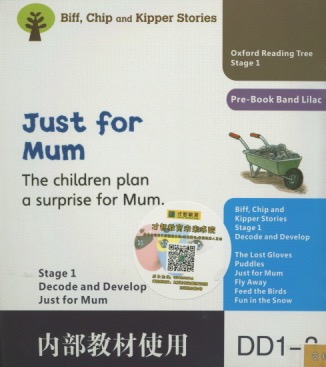 Biff, Chip and Kipper Stories
Oxford Reading Tree
Stage 1
Pre-Book Band Lilac
Just for
Mum
The children plan
a surprise for Mum.
Biff, Chip and
Kipper Stories
Stage 1
Decode and Develop
The Lost Gloves
Puddles
Just for Mum
Fly Away
Feed the Birds
Fun in the Snow
Stage 1
Decode and Develop
Just for Mum
内部教材使用